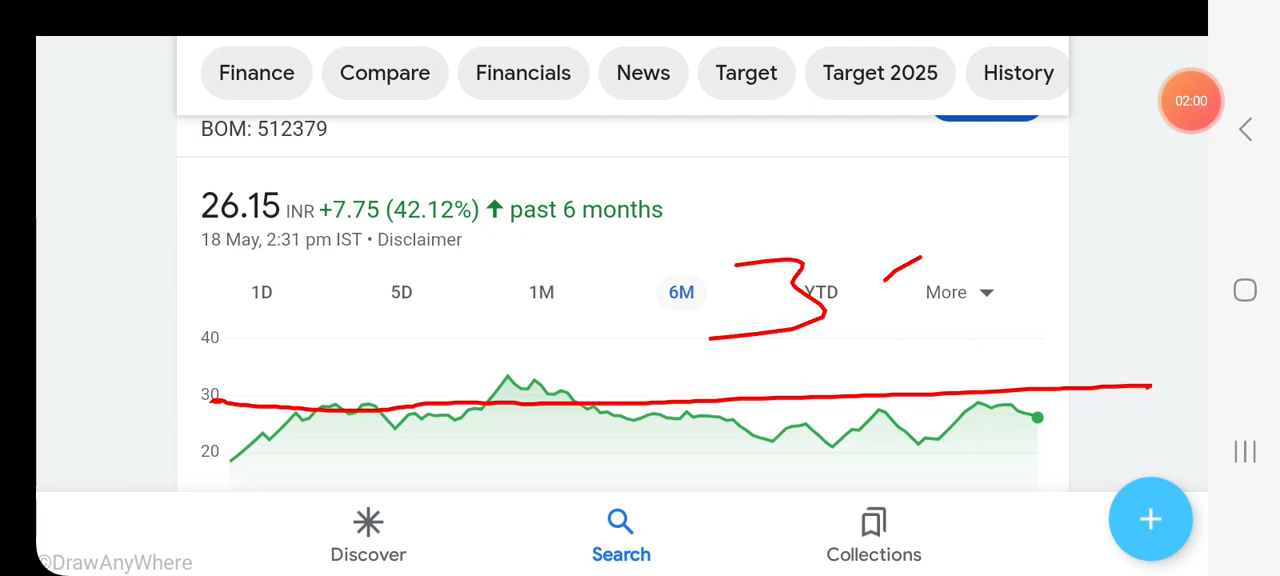 Finance Compare Financials News Target Target 2025 History
02:00
BOM: 512379
26.15 INR +7.75 (42.12%) ↑ past 6 months
18 May, 2:31 pm IST • Disclaimer
1D 5D 1M 6M YTD More
3
40
30
20
Discover Search Collections
©DrawAnyWhere